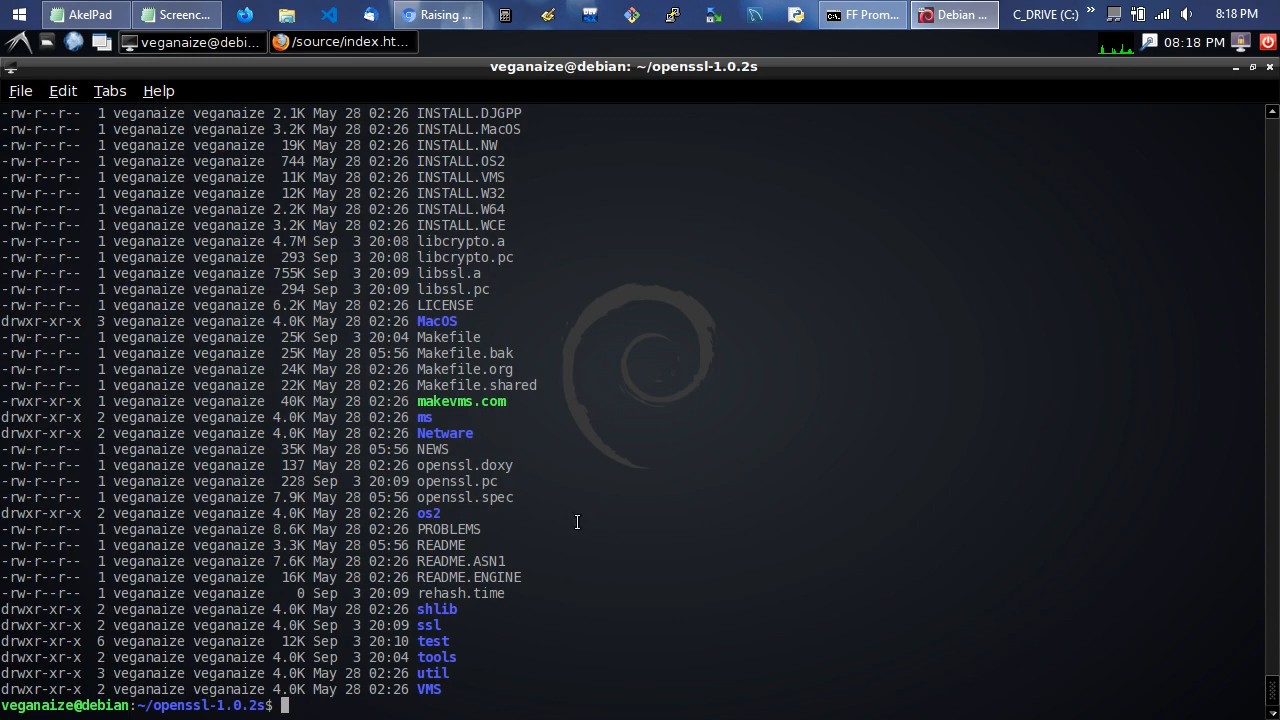 AkelPad Screenc... Raising ... FF Prom... Debian ... C_DRIVE (C:) » 8:18 PM
veganaize@debi... /source/index.ht... 08:18 PM
veganaize@debian: ~/openssl-1.0.2s
File Edit Tabs Help
-rw-r--r-- 1 veganaize veganaize 2.1K May 28 02:26 INSTALL.DJGPP
-rw-r--r-- 1 veganaize veganaize 3.2K May 28 02:26 INSTALL.MacOS
-rw-r--r-- 1 veganaize veganaize 19K May 28 02:26 INSTALL.NW
-rw-r--r-- 1 veganaize veganaize 744 May 28 02:26 INSTALL.OS2
-rw-r--r-- 1 veganaize veganaize 11K May 28 02:26 INSTALL.VMS
-rw-r--r-- 1 veganaize veganaize 12K May 28 02:26 INSTALL.W32
-rw-r--r-- 1 veganaize veganaize 2.2K May 28 02:26 INSTALL.W64
-rw-r--r-- 1 veganaize veganaize 3.2K May 28 02:26 INSTALL.WCE
-rw-r--r-- 1 veganaize veganaize 4.7M Sep 3 20:08 libcrypto.a
-rw-r--r-- 1 veganaize veganaize 293 Sep 3 20:08 libcrypto.pc
-rw-r--r-- 1 veganaize veganaize 755K Sep 3 20:09 libssl.a
-rw-r--r-- 1 veganaize veganaize 294 Sep 3 20:09 libssl.pc
-rw-r--r-- 1 veganaize veganaize 6.2K May 28 02:26 LICENSE
drwxr-xr-x 3 veganaize veganaize 4.0K May 28 02:26 MacOS
-rw-r--r-- 1 veganaize veganaize 25K Sep 3 20:04 Makefile
-rw-r--r-- 1 veganaize veganaize 25K May 28 05:56 Makefile.bak
-rw-r--r-- 1 veganaize veganaize 24K May 28 02:26 Makefile.org
-rw-r--r-- 1 veganaize veganaize 22K May 28 02:26 Makefile.shared
-rwxr-xr-x 1 veganaize veganaize 40K May 28 02:26 makevms.com
drwxr-xr-x 2 veganaize veganaize 4.0K May 28 02:26 ms
drwxr-xr-x 2 veganaize veganaize 4.0K May 28 02:26 Netware
-rw-r--r-- 1 veganaize veganaize 35K May 28 05:56 NEWS
-rw-r--r-- 1 veganaize veganaize 137 May 28 02:26 openssl.doxy
-rw-r--r-- 1 veganaize veganaize 228 Sep 3 20:09 openssl.pc
-rw-r--r-- 1 veganaize veganaize 7.9K May 28 05:56 openssl.spec
drwxr-xr-x 2 veganaize veganaize 4.0K May 28 02:26 os2
-rw-r--r-- 1 veganaize veganaize 8.6K May 28 02:26 PROBLEMS
-rw-r--r-- 1 veganaize veganaize 3.3K May 28 05:56 README
-rw-r--r-- 1 veganaize veganaize 7.6K May 28 02:26 README.ASN1
-rw-r--r-- 1 veganaize veganaize 16K May 28 02:26 README.ENGINE
-rw-r--r-- 1 veganaize veganaize 0 Sep 3 20:09 rehash.time
drwxr-xr-x 2 veganaize veganaize 4.0K May 28 02:26 shlib
drwxr-xr-x 2 veganaize veganaize 4.0K Sep 3 20:09 ssl
drwxr-xr-x 6 veganaize veganaize 12K Sep 3 20:10 test
drwxr-xr-x 2 veganaize veganaize 4.0K Sep 3 20:04 tools
drwxr-xr-x 3 veganaize veganaize 4.0K May 28 02:26 util
drwxr-xr-x 2 veganaize veganaize 4.0K May 28 02:26 VMS
veganaize@debian:~/openssl-1.0.2s$